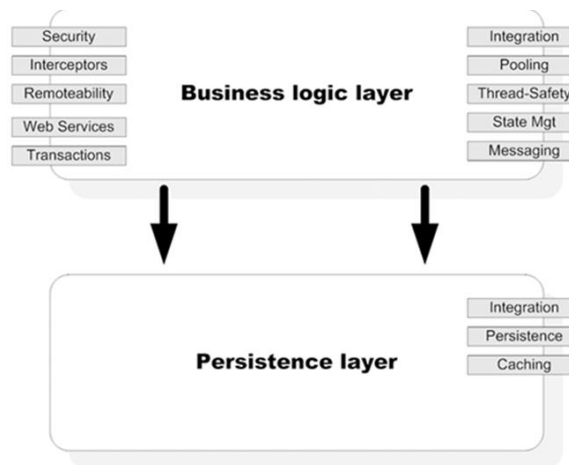 Security
Interceptors
Remoteability
Web Services
Transactions
Business logic layer
Integration
Pooling
Thread-Safety
State Mgt
Messaging
Persistence layer
Integration
Persistence
Caching